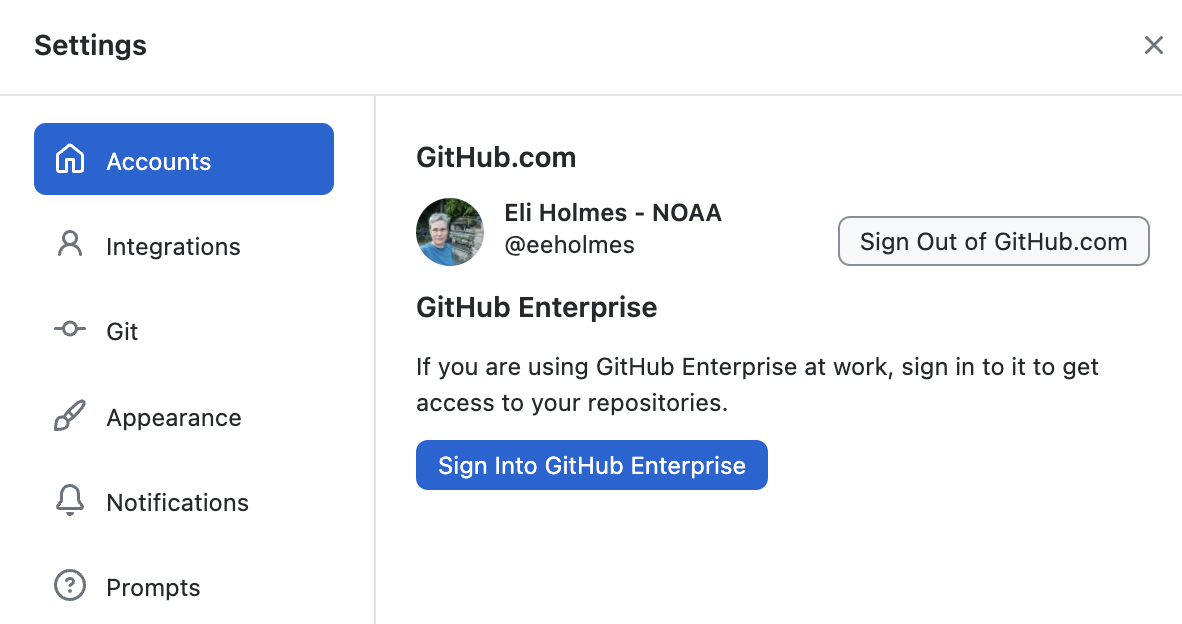 Settings
Accounts
Integrations
Git
Appearance
Notifications
Prompts
GitHub.com
Eli Holmes - NOAA
@eeholmes
Sign Out of GitHub.com
GitHub Enterprise
If you are using GitHub Enterprise at work, sign in to it to get
access to your repositories.
Sign Into GitHub Enterprise